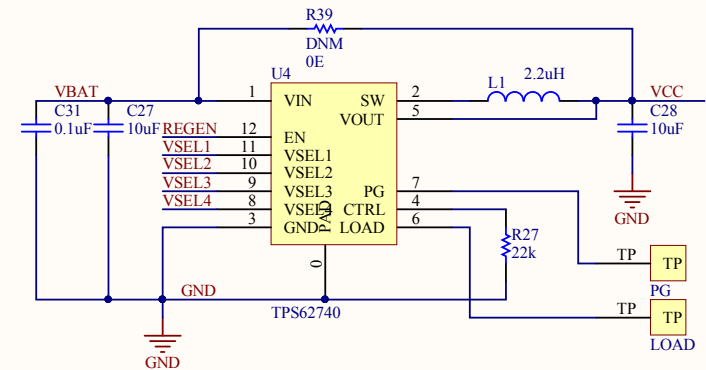 R39
DNM
0E
U4
VBAT
1
VIN
SW
2
L1
2.2uH
VCC
C31
0.1uF
C27
10uF
VOUT
5
C28
10uF
REGEN
12
EN
VSEL1
11
VSEL1
VSEL2
10
VSEL2
VSEL3
9
VSEL3
PG
7
VSEL4
8
VSEL4
CTRL
4
GND
3
GND
LOAD
6
PAD
0
R27
22k
GND
TP
TP
PG
GND
TPS62740
TP
TP
LOAD
GND